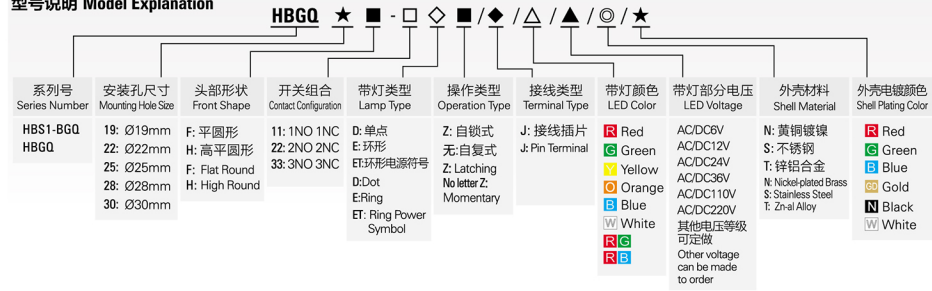 型号说明 Model Explanation
HBGQ ★ ■ - □ ◇ ■ / ◆ / △ / ▲ / ◎ / ★
系列号
Series Number
HBS1-BGQ
HBGQ
安装孔尺寸
Mounting Hole Size
19: Ø19mm
22: Ø22mm
25: Ø25mm
28: Ø28mm
30: Ø30mm
头部形状
Front Shape
F: 平圆形
H: 高平圆形
F: Flat Round
H: High Round
开关组合
Contact Configuration
11: 1NO 1NC
22: 2NO 2NC
33: 3NO 3NC
带灯类型
Lamp Type
D: 单点
E: 环形
ET:环形电源符号
D:Dot
E:Ring
ET: Ring Power
Symbol
操作类型
Operation Type
Z: 自锁式
无:自复式
Z: Latching
No letter Z:
Momentary
接线类型
Terminal Type
J: 接线插片
J: Pin Terminal
带灯颜色
LED Color
R Red
G Green
Y Yellow
O Orange
B Blue
W White
R G
R B
带灯部分电压
LED Voltage
AC/DC6V
AC/DC12V
AC/DC24V
AC/DC36V
AC/DC110V
AC/DC220V
其他电压等级
可定做
Other voltage
can be made
to order
外壳材料
Shell Material
N: 黄铜镀镍
S: 不锈钢
T: 锌铝合金
N: Nickel-plated Brass
S: Stainless Steel
T: Zn-al Alloy
外壳电镀颜色
Shell Plating Color
R Red
G Green
B Blue
GD Gold
N Black
W White